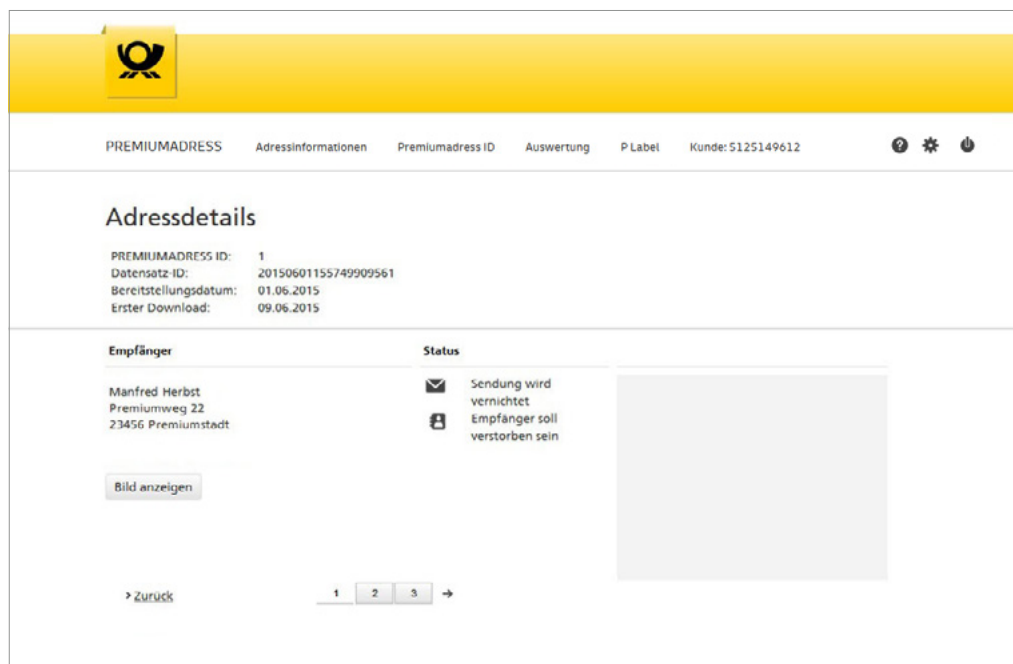 PREMIUMADRESS Adressinformationen Premiumadress ID Auswertung P Label Kunde: 5125149612
Adressdetails
PREMIUMADRESS ID: 1
Datensatz-ID: 20150601155749909561
Bereitstellungsdatum: 01.06.2015
Erster Download: 09.06.2015
Empfänger
Manfred Herbst
Premiumweg 22
23456 Premiumstadt
Bild anzeigen
Status
Sendung wird
vernichtet
Empfänger soll
verstorben sein
Zurück
1 2 3